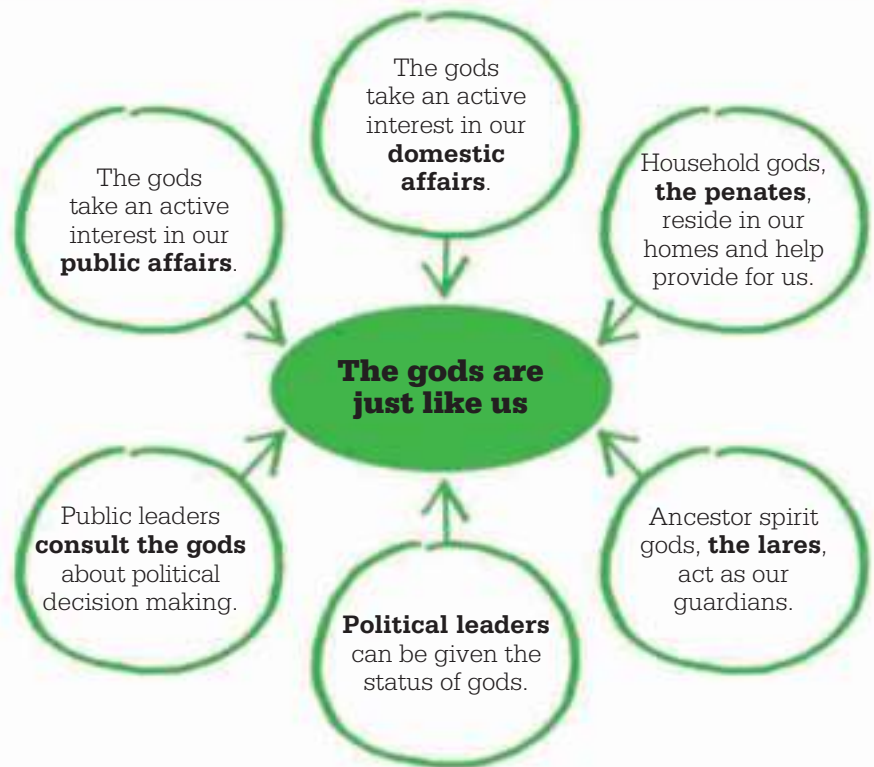 The gods
take an active
interest in our
domestic
affairs.
The gods
take an active
interest in our
public affairs.
Household gods,
the penates,
reside in our
homes and help
provide for us.
The gods are
just like us
Public leaders
consult the gods
about political
decision making.
Political leaders
can be given the
status of gods.
Ancestor spirit
gods, the lares,
act as our
guardians.